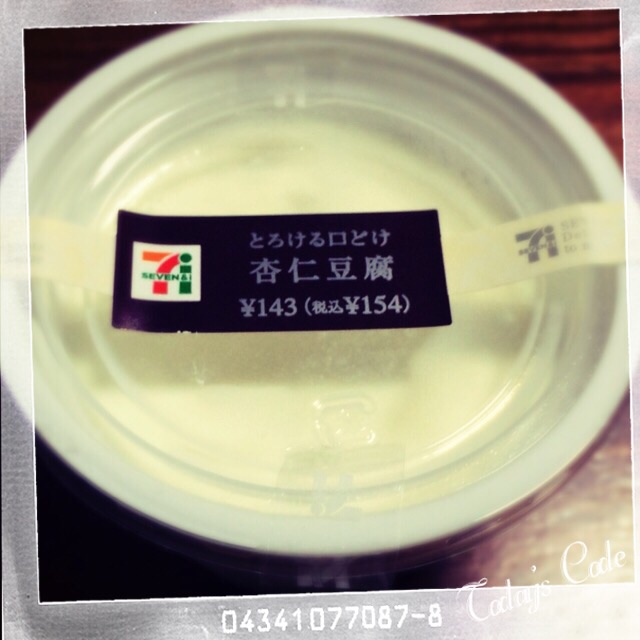 とろける口どけ
杏仁豆腐
¥143(税込¥154)
SEVEN&i
04341077087-8
Today's Code